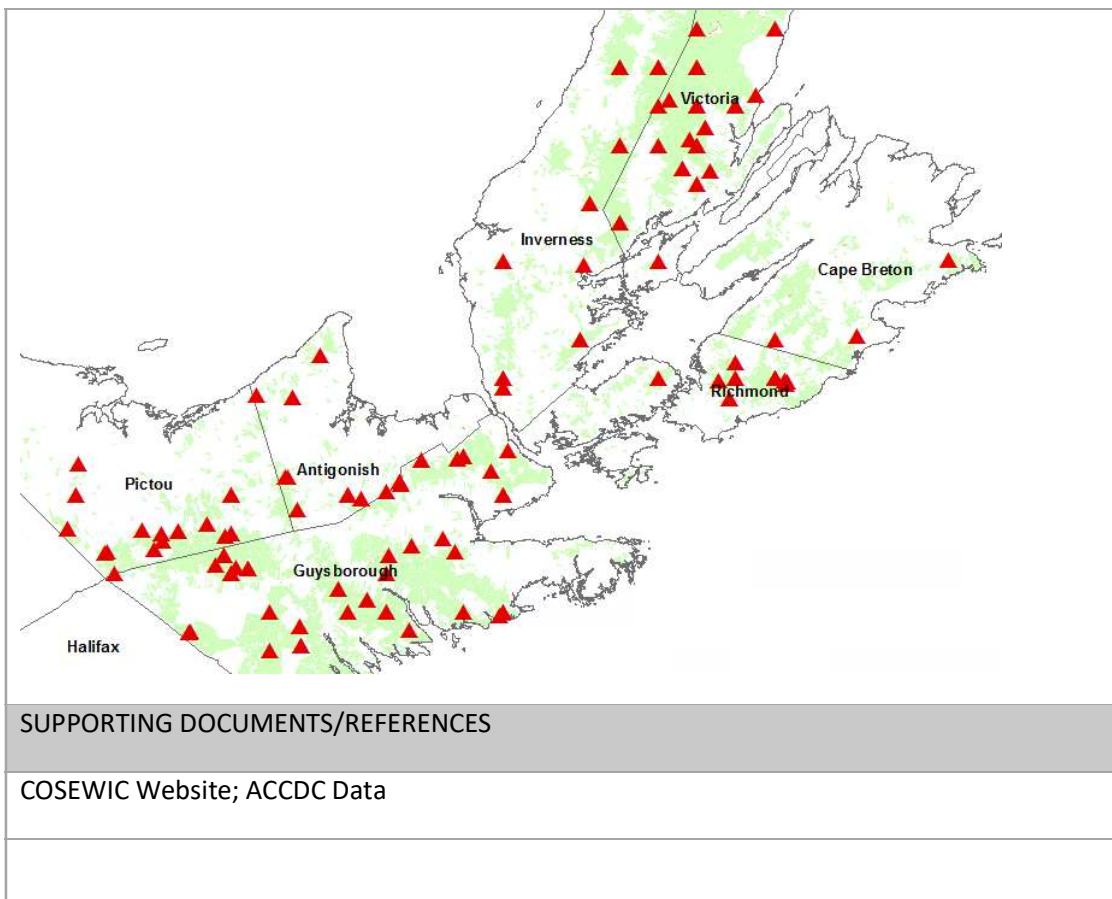 Victoria
Inverness
Cape Breton
Richmond
Antigonish
Pictou
Guysborough
Halifax
SUPPORTING DOCUMENTS/REFERENCES
COSEWIC Website; ACCDC Data